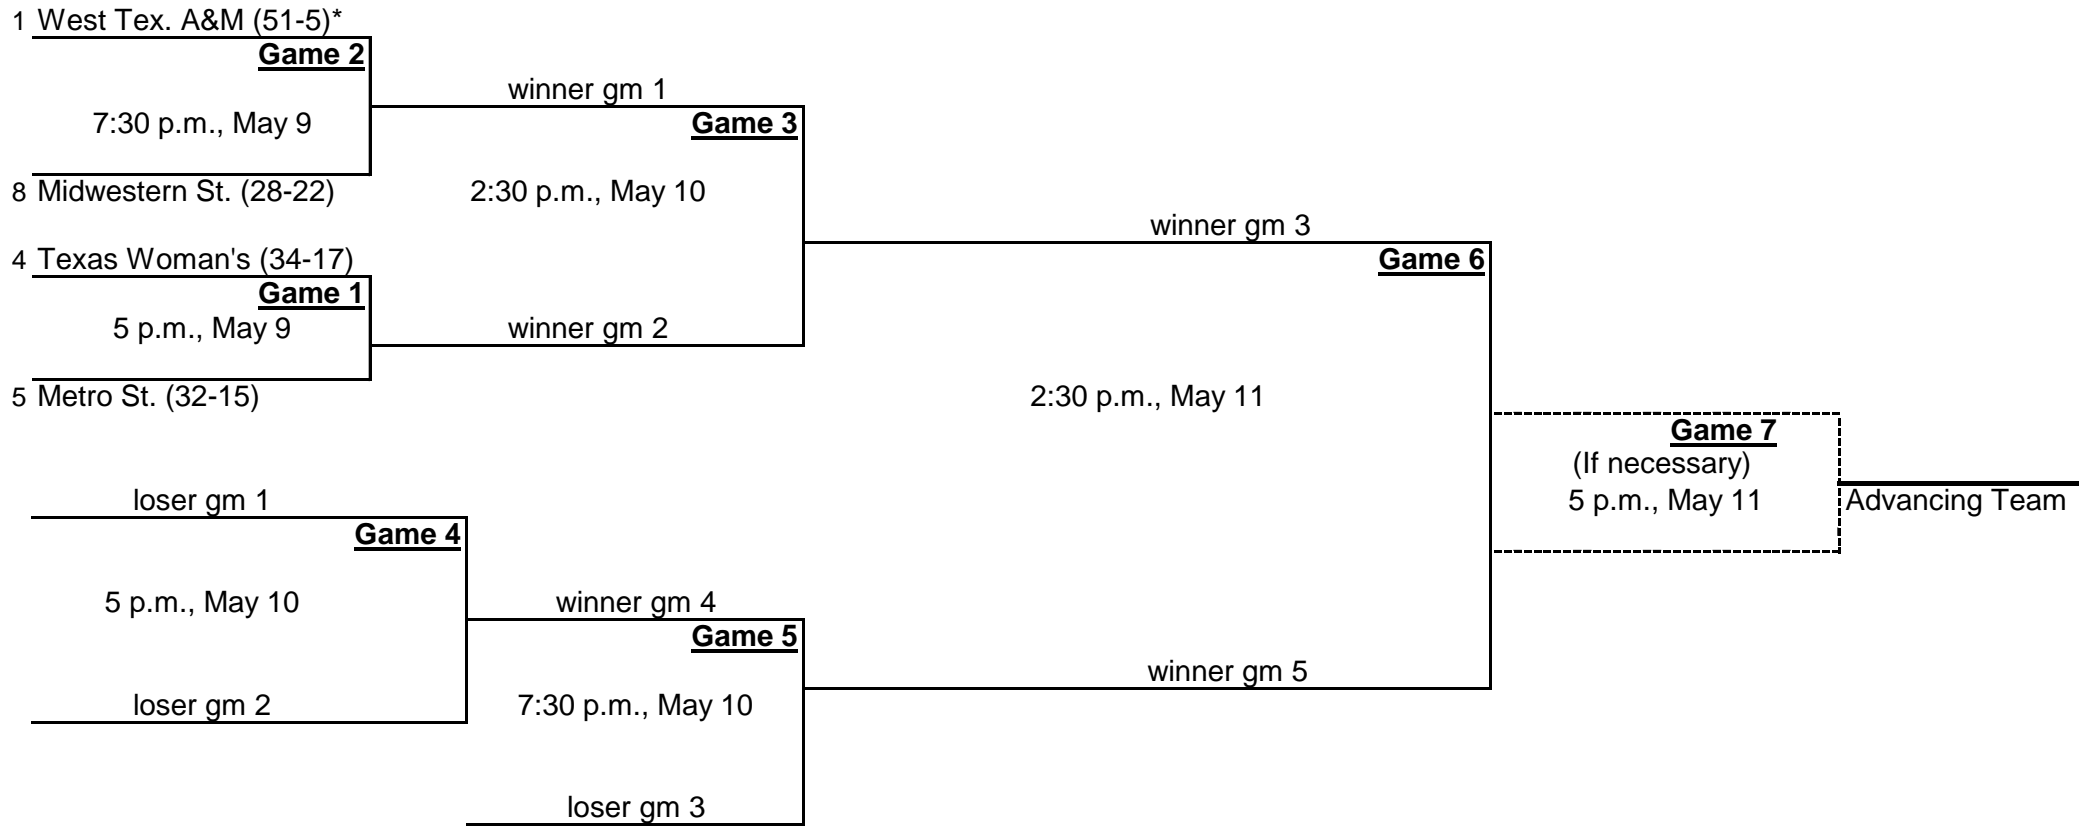 1 West Tex. A&M (51-5)*
Game 2
winner gm 1
7:30 p.m., May 9
Game 3
8 Midwestern St. (28-22)
2:30 p.m., May 10
winner gm 3
4 Texas Woman's (34-17)
Game 6
Game 1
5 p.m., May 9
winner gm 2
5 Metro St. (32-15)
2:30 p.m., May 11
Game 7
(If necessary)
5 p.m., May 11
Advancing Team
loser gm 1
Game 4
5 p.m., May 10
winner gm 4
Game 5
winner gm 5
loser gm 2
7:30 p.m., May 10
loser gm 3